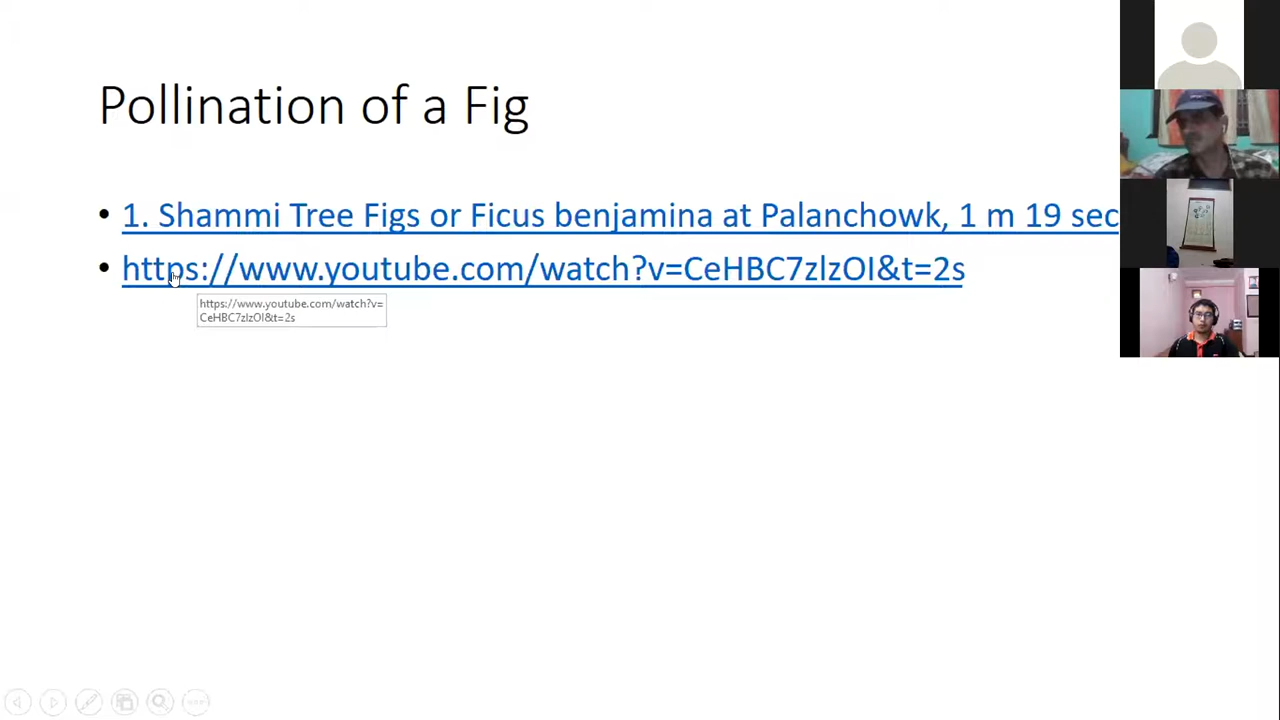 Pollination of a Fig
• 1. Shammi Tree Figs or Ficus benjamina at Palanchowk, 1 m 19 sec
• https://www.youtube.com/watch?v=CeHBC7zlzOI&t=2s
https://www.youtube.com/watch?v=
CeHBC7zlzOI&t=2s